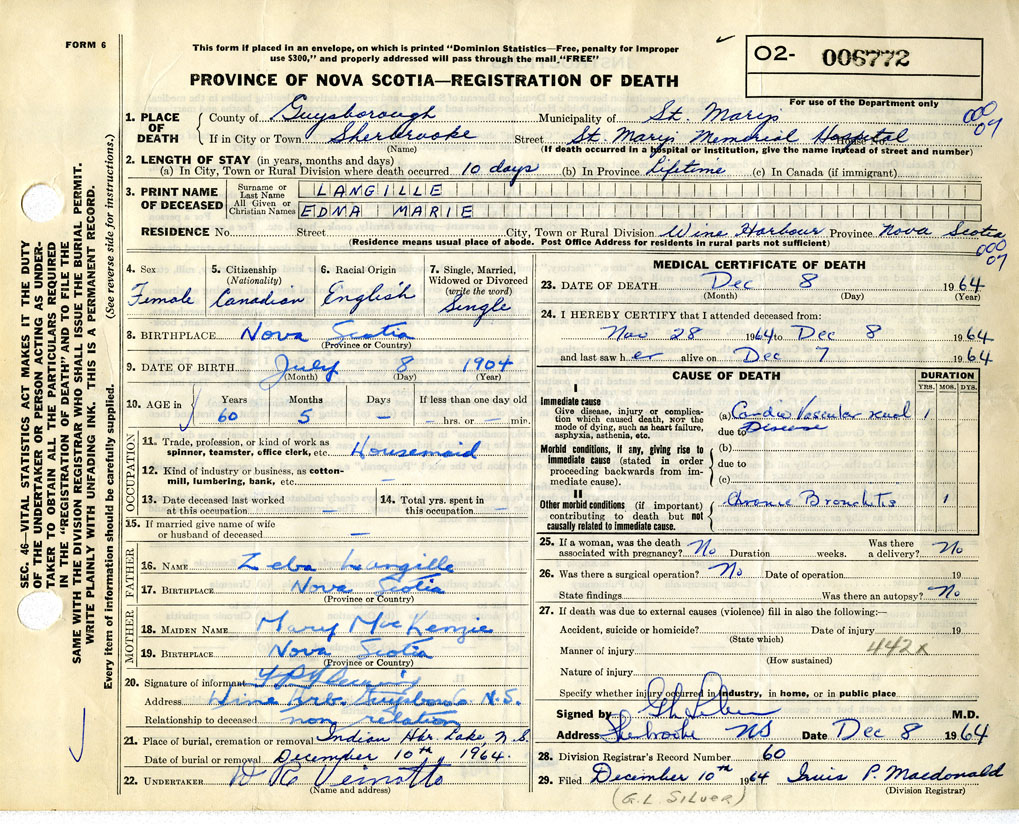 FORM 6
This form if placed in an envelope, on which is printed "Dominion Statistics—Free, penalty for Improper
use $300," and properly addressed will pass through the mail "FREE"
PROVINCE OF NOVA SCOTIA—REGISTRATION OF DEATH
O2- 006772
For use of the Department only
000
07
SEC. 46—VITAL STATISTICS ACT MAKES IT THE DUTY
OF THE UNDERTAKER OR PERSON ACTING AS UNDER-
TAKER TO OBTAIN ALL THE PARTICULARS REQUIRED
IN THE "REGISTRATION OF DEATH" AND TO FILE THE
SAME WITH THE DIVISION REGISTRAR WHO SHALL ISSUE THE BURIAL PERMIT.
WRITE PLAINLY WITH UNFADING INK. THIS IS A PERMANENT RECORD.
Every item of information should be carefully supplied. (See reverse side for instructions.)
1. PLACE OF DEATH
County of Guysborough Municipality of St. Marys
If in City or Town Sherbrooke Street St. Marys Memorial Hospital House No.
(Name) (If death occurred in a hospital or institution, give the name instead of street and number)
2. LENGTH OF STAY (in years, months and days)
(a) In City, Town or Rural Division where death occurred 10 days (b) In Province Lifetime (c) In Canada (if immigrant)
3. PRINT NAME OF DECEASED
Surname or Last Name LANGILLE
All Given or Christian Names EDNA MARIE
RESIDENCE No. Street City, Town or Rural Division Wine Harbour Province Nova Scotia
(Residence means usual place of abode. Post Office Address for residents in rural parts not sufficient)
000
07
4. Sex Female
5. Citizenship (Nationality) Canadian
6. Racial Origin English
7. Single, Married, Widowed or Divorced (write the word) Single
8. BIRTHPLACE Nova Scotia
(Province or Country)
9. DATE OF BIRTH July 8 1904
(Month) (Day) (Year)
10. AGE in Years Months Days If less than one day old
60 5 – – hrs. or – min.
OCCUPATION
11. Trade, profession, or kind of work as
spinner, teamster, office clerk, etc. Housemaid
12. Kind of industry or business, as cotton-
mill, lumbering, bank, etc –
13. Date deceased last worked
at this occupation –
14. Total yrs. spent in
this occupation –
15. If married give name of wife
or husband of deceased –
FATHER
16. NAME Zeba Langille
17. BIRTHPLACE Nova Scotia
(Province or Country)
MOTHER
18. MAIDEN NAME Mary MacKenzie
19. BIRTHPLACE Nova Scotia
(Province or Country)
20. Signature of informant
Address Wine Hrb. Guysboro N.S.
Relationship to deceased non relation
21. Place of burial, cremation or removal Indian Hbr. Lake N.S.
Date of burial or removal December 10th, 1964.
22. UNDERTAKER
(Name and address)
MEDICAL CERTIFICATE OF DEATH
23. DATE OF DEATH Dec 8 1964
(Month) (Day) (Year)
24. I HEREBY CERTIFY that I attended deceased from:
Nov 28 1964 to Dec 8 1964
and last saw her alive on Dec 7 1964
CAUSE OF DEATH
DURATION
YRS. MOS. DYS.
I
Immediate cause
Give disease, injury or complica-
tion which caused death, NOT the
mode of dying, such as heart failure,
asphyxia, asthenia, etc.
(a) Cardio Vascular renal 1
due to Disease
Morbid conditions, if any, giving rise to
immediate cause (stated in order
proceeding backwards from im-
mediate cause).
(b)
due to
(c)
II
Other morbid conditions (if important)
contributing to death but not
causally related to immediate cause.
Chronic Bronchitis 1
25. If a woman, was the death
associated with pregnancy? No Duration weeks. Was there
a delivery? No
26. Was there a surgical operation? No Date of operation 19
State findings Was there an autopsy? No
27. If death was due to external causes (violence) fill in also the following:—
Accident, suicide or homicide? Date of injury 19
(State which)
Manner of injury 442x
(How sustained)
Nature of injury
Specify whether injury occurred in Industry, in home, or in public place
Signed by M.D.
Address Sherbrooke NS Date Dec 8 1964
28. Division Registrar's Record Number 60
29. Filed December 10th 1964 Inis P. Macdonald
(Division Registrar)
(G.L. SILVER)